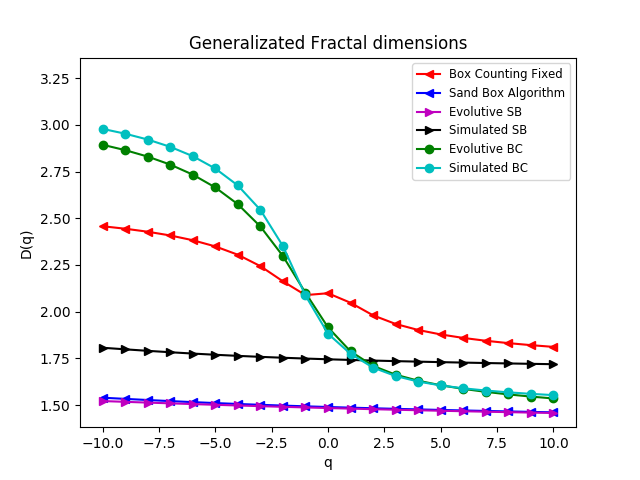 Generalizated Fractal dimensions
3.25
3.00
2.75
2.50
2.25
2.00
1.75
1.50
D(q)
Box Counting Fixed
Sand Box Algorithm
Evolutive SB
Simulated SB
Evolutive BC
Simulated BC
−10.0 −7.5 −5.0 −2.5 0.0 2.5 5.0 7.5 10.0
q